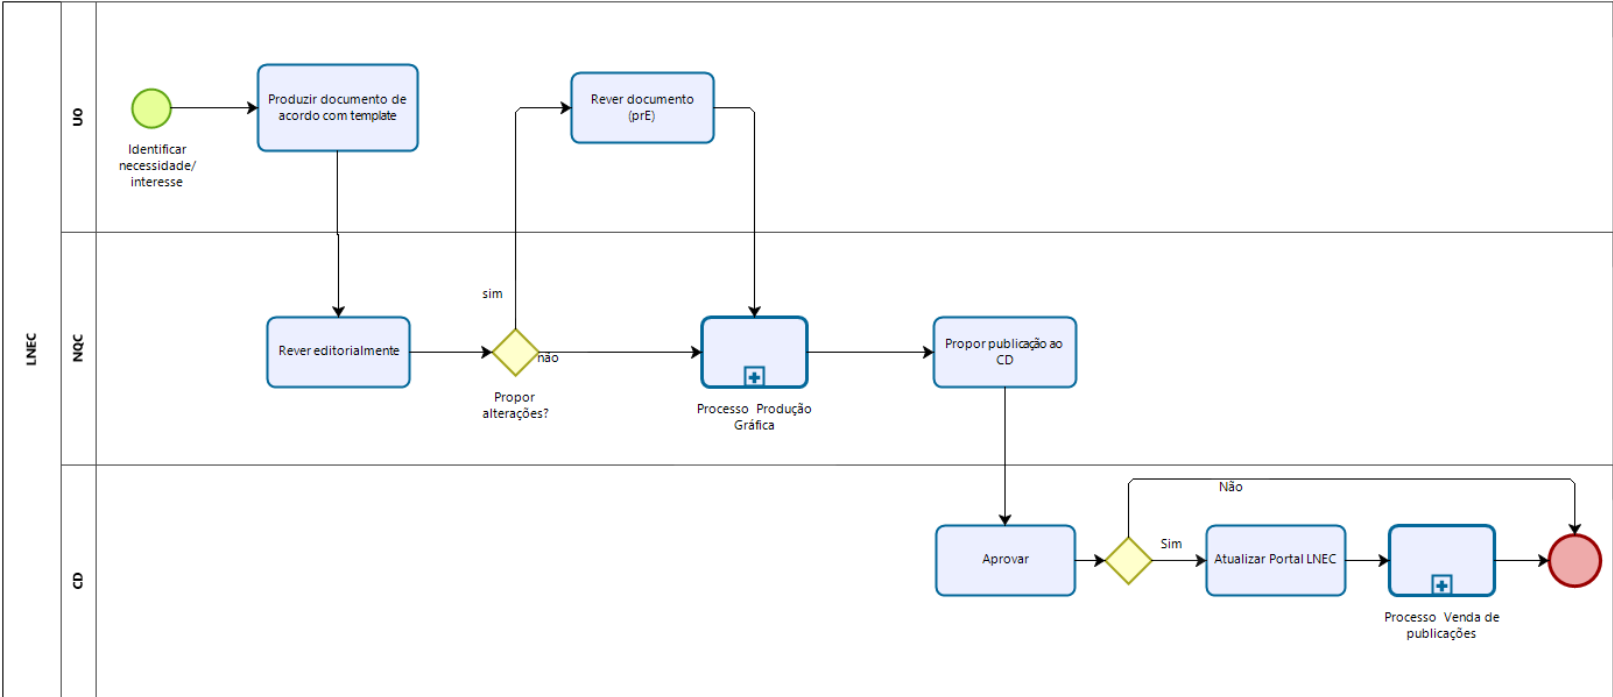 LNEC
UO
Identificar
necessidade/
interesse
Produzir documento de
acordo com template
Rever documento
(prE)
NQC
Rever editorialmente
sim
não
Propor
alterações?
Processo Produção
Gráfica
Propor publicação ao
CD
CD
Aprovar
Não
Sim
Atualizar Portal LNEC
Processo Venda de
publicações